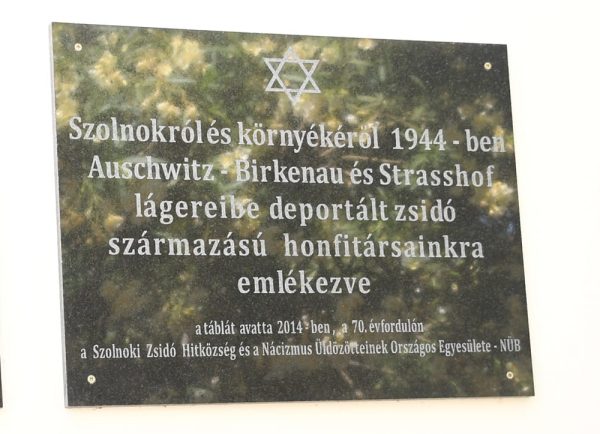 Szolnokról és környékéről 1944 - ben
Auschwitz - Birkenau és Strasshof
lágereibe deportált zsidó
származású honfitársainkra
emlékezve
a táblát avatta 2014 - ben , a 70. évfordulón
a Szolnoki Zsidó Hitközség és a Nácizmus Üldözötteinek Országos Egyesülete - NÜB